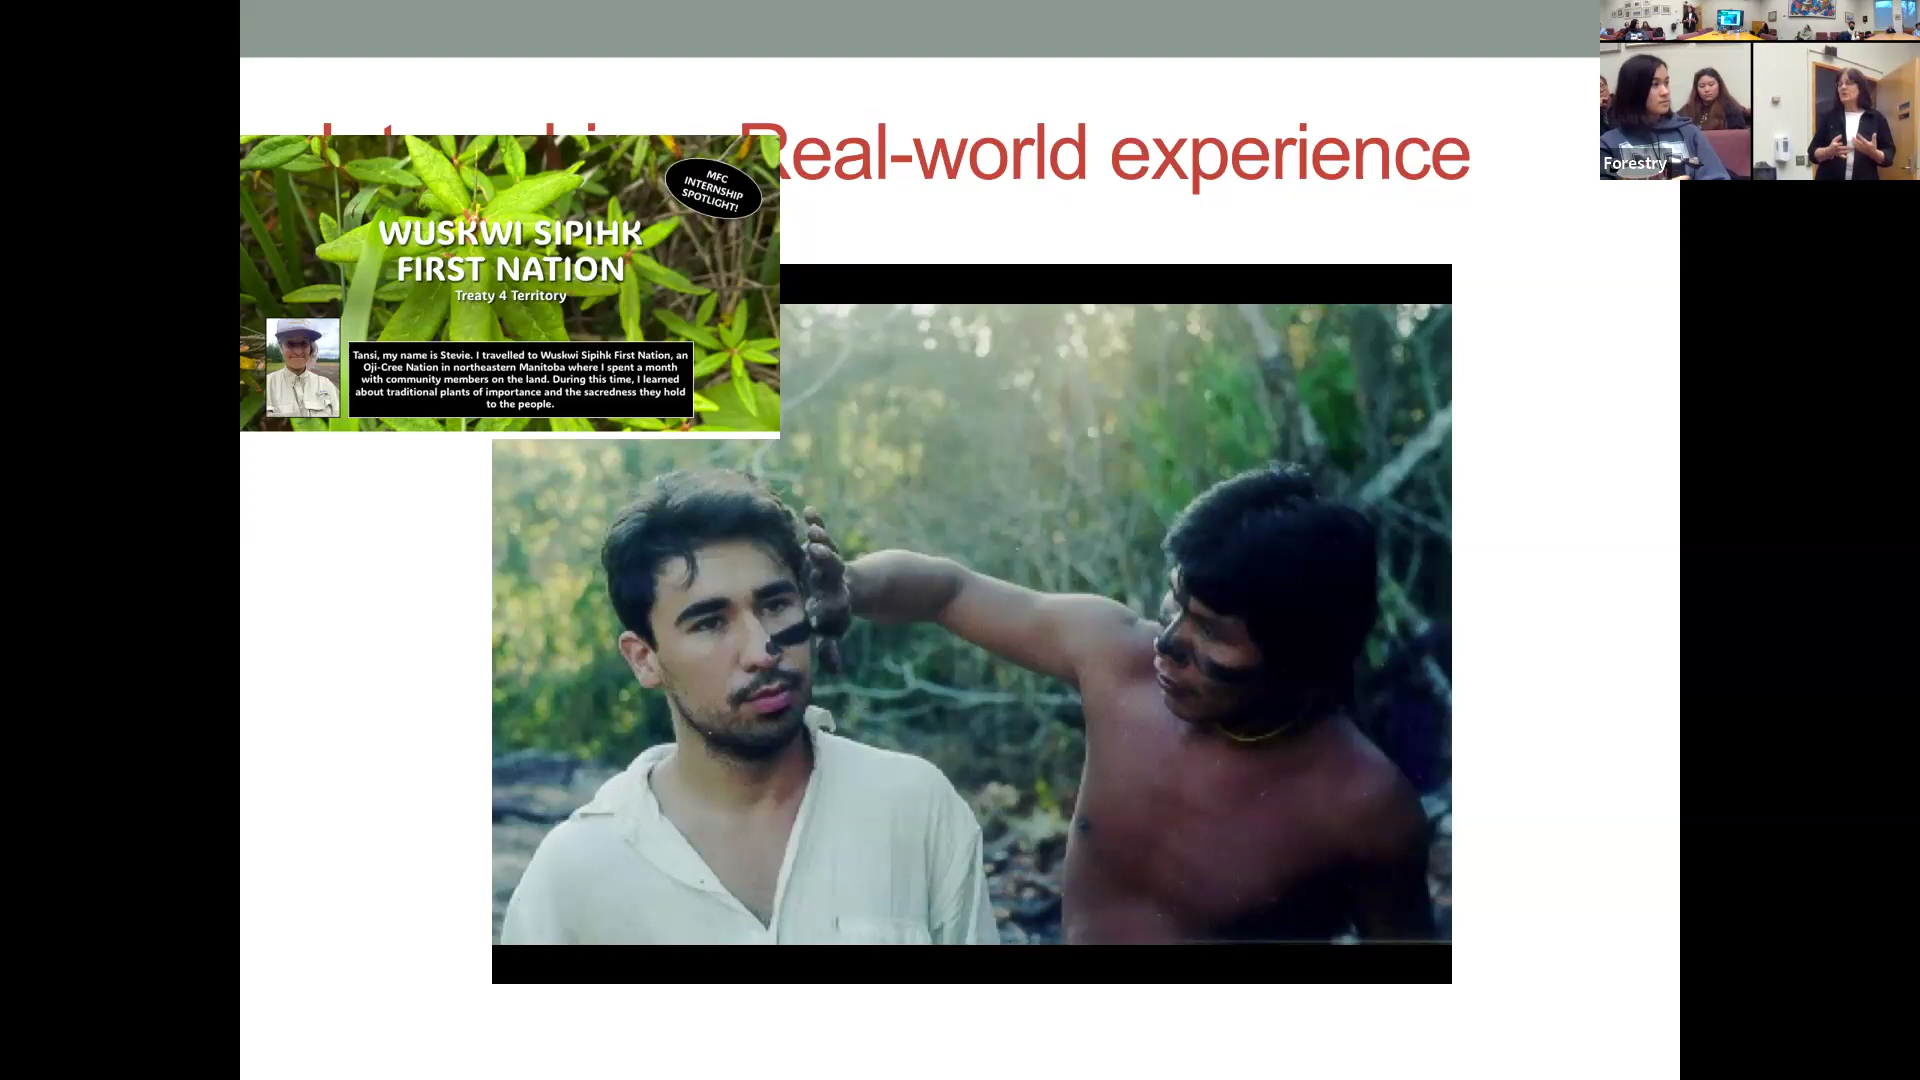 Real-world experience
MFC
INTERNSHIP
SPOTLIGHT!
WUSKWI SIPIHK
FIRST NATION
Treaty 4 Territory
Tansi, my name is Stevie. I travelled to Wuskwi Sipihk First Nation, an
Oji-Cree Nation in northeastern Manitoba where I spent a month
with community members on the land. During this time, I learned
about traditional plants of importance and the sacredness they hold
to the people.
Forestry